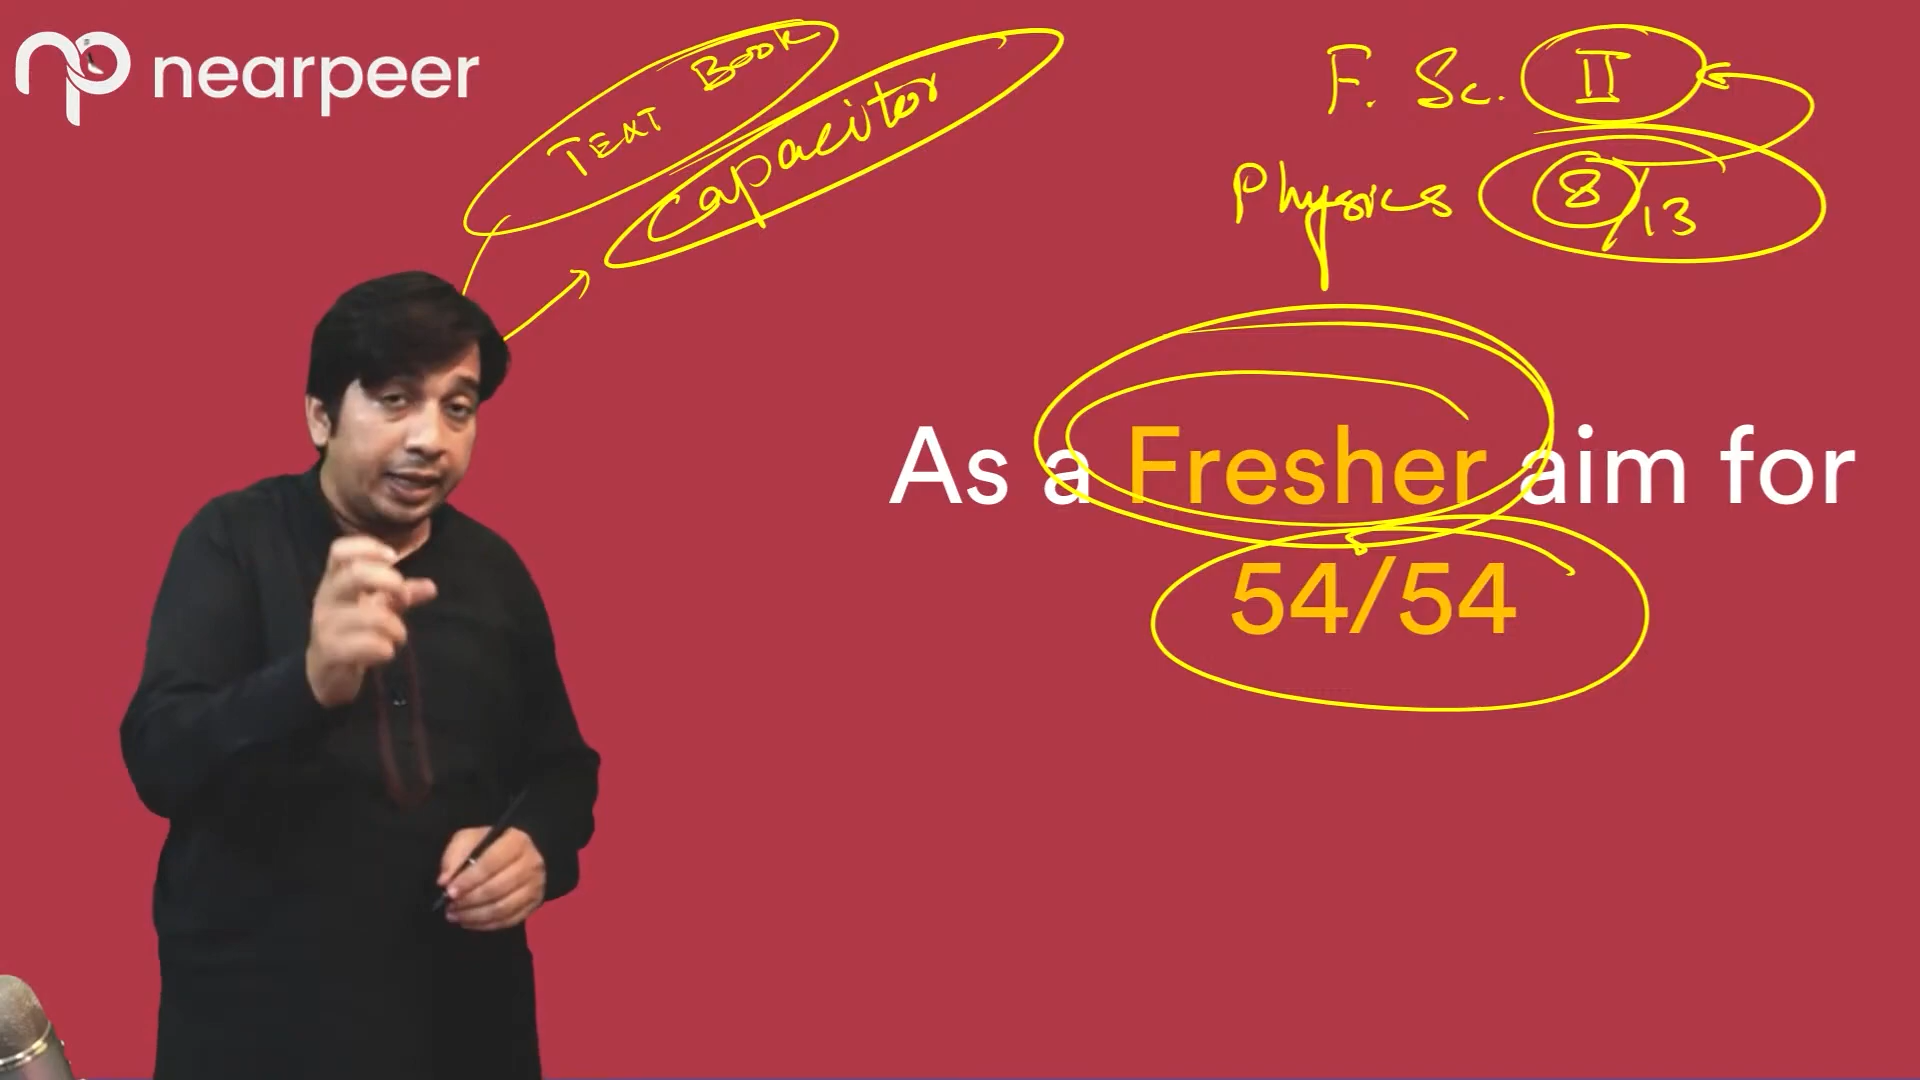 nearpeer
TEXT BOOK
capacitor
F. Sc. II
Physics 8/13
As a Fresher aim for
54/54